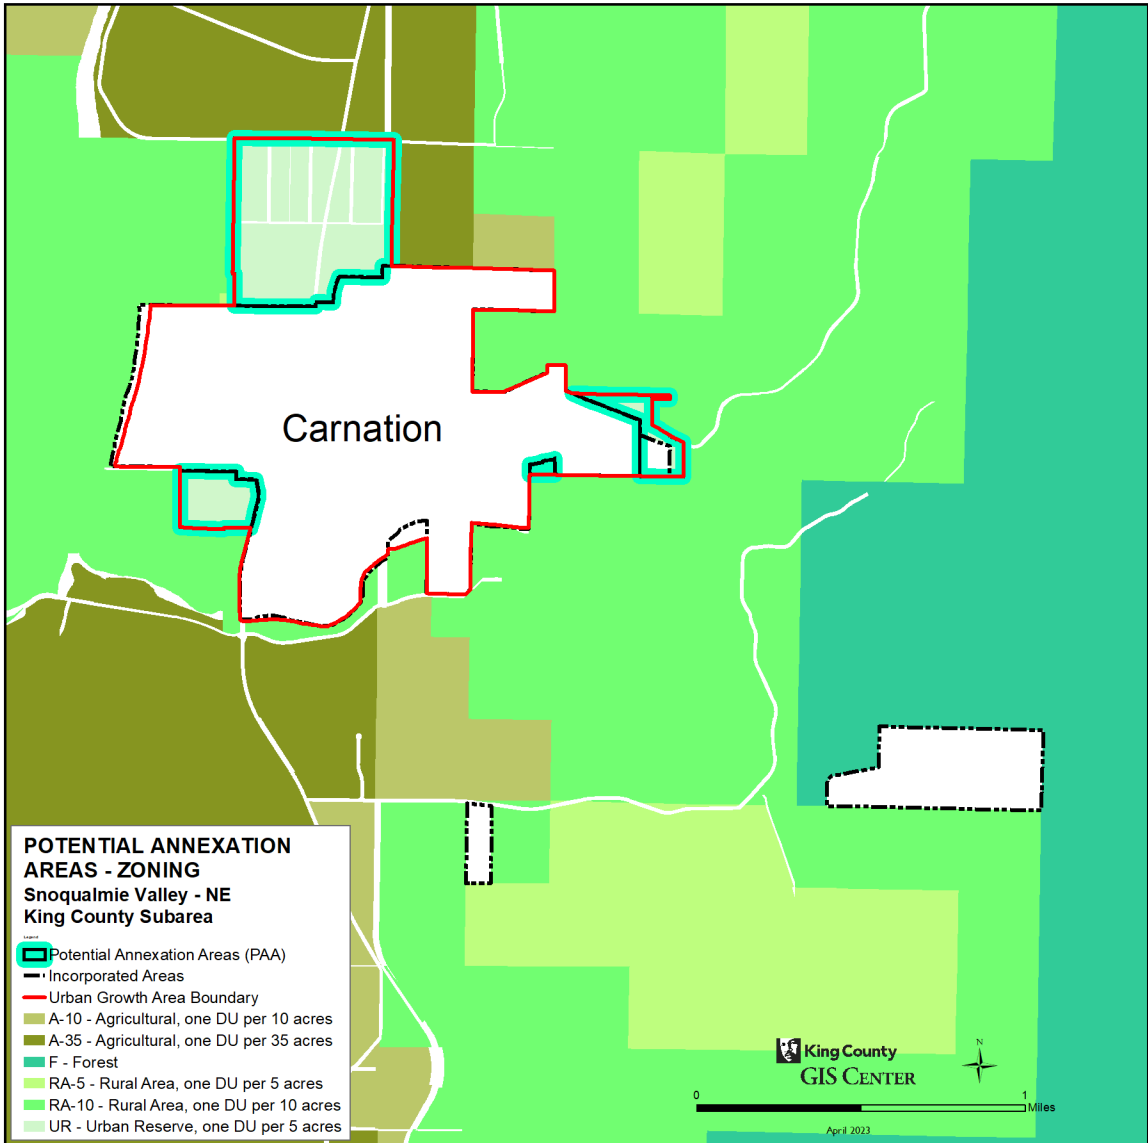 Carnation
POTENTIAL ANNEXATION
AREAS - ZONING
Snoqualmie Valley - NE
King County Subarea
Legend
Potential Annexation Areas (PAA)
Incorporated Areas
Urban Growth Area Boundary
A-10 - Agricultural, one DU per 10 acres
A-35 - Agricultural, one DU per 35 acres
F - Forest
RA-5 - Rural Area, one DU per 5 acres
RA-10 - Rural Area, one DU per 10 acres
UR - Urban Reserve, one DU per 5 acres
King County
GIS CENTER
N
0 1
Miles
April 2023